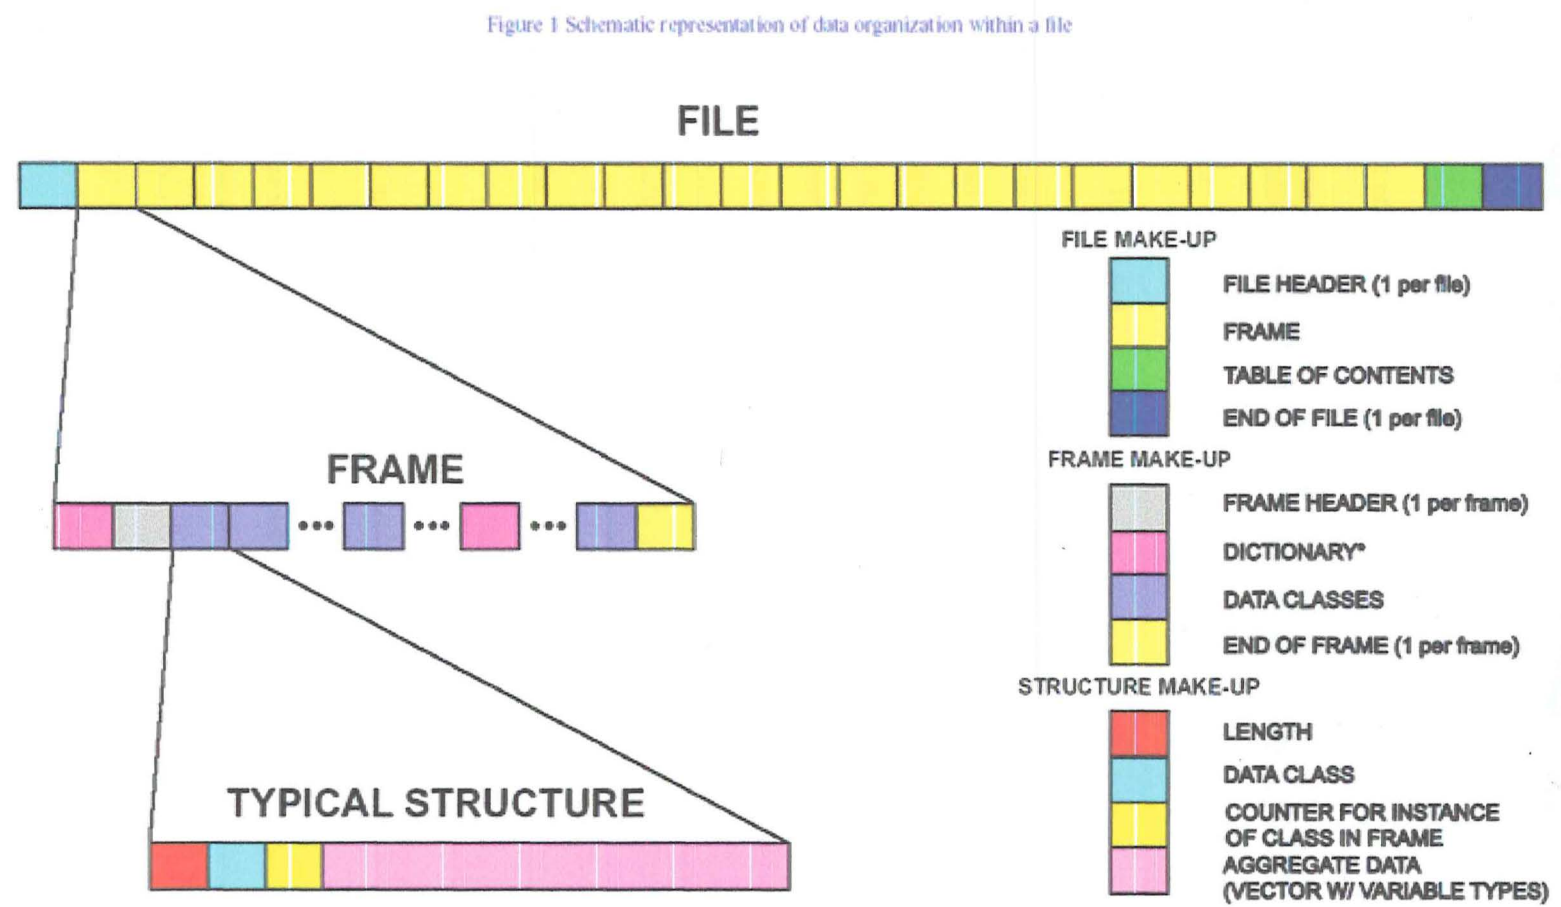 Figure 1 Schematic representation of data organization within a file
FILE
FILE MAKE-UP
FILE HEADER (1 per file)
FRAME
TABLE OF CONTENTS
END OF FILE (1 per file)
FRAME
FRAME MAKE-UP
FRAME HEADER (1 per frame)
DICTIONARY*
DATA CLASSES
END OF FRAME (1 per frame)
STRUCTURE MAKE-UP
LENGTH
DATA CLASS
COUNTER FOR INSTANCE
OF CLASS IN FRAME
AGGREGATE DATA
(VECTOR W/ VARIABLE TYPES)
TYPICAL STRUCTURE